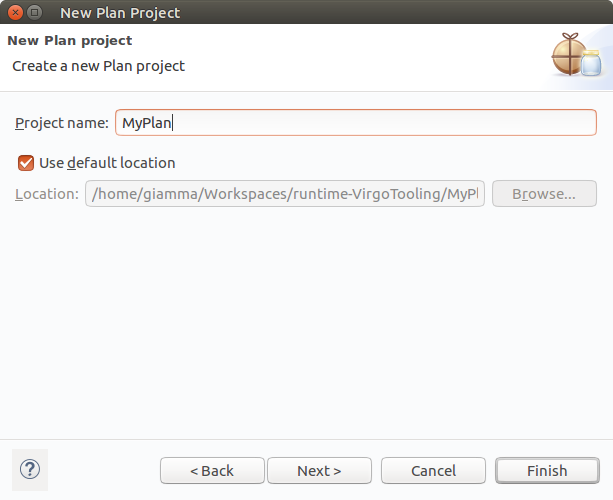 New Plan Project
New Plan project
Create a new Plan project
Project name: MyPlan
Use default location
Location: /home/giamma/Workspaces/runtime-VirgoTooling/MyPl Browse...
?
< Back Next > Cancel Finish